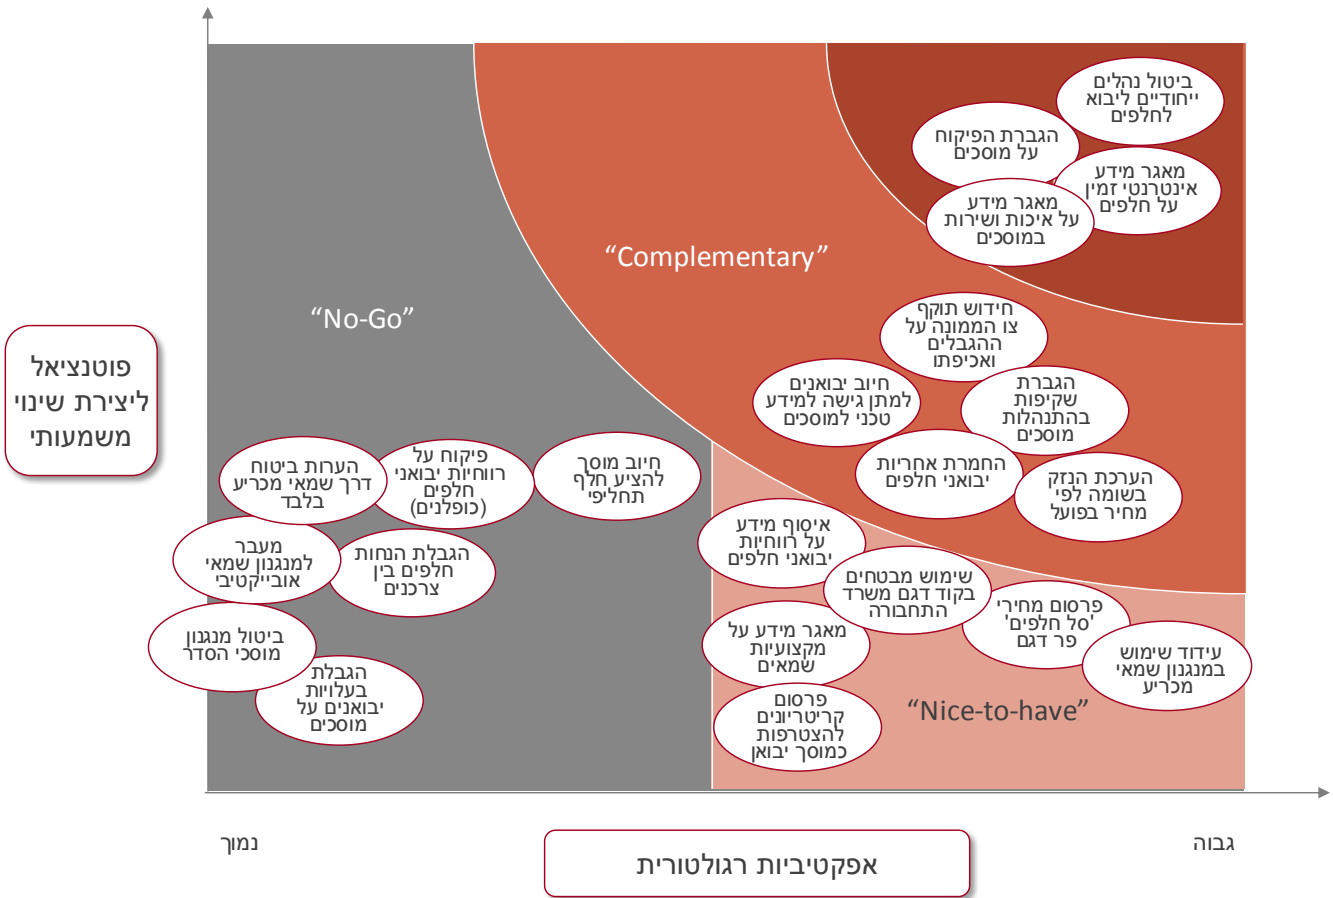 ביטול נהלים
ייחודיים ליבוא
לחלפים
הגברת הפיקוח
על מוסכים
מאגר מידע
אינטרנטי זמין
על חלפים
מאגר מידע
על איכות ושירות
במוסכים
“Complementary”
“No-Go”
חידוש תוקף
צו הממונה על
ההגבלים
ואכיפתו
חיוב יבואנים
למתן גישה למידע
טכני למוסכים
הגברת
שקיפות
בהתנהלות
מוסכים
החמרת אחריות
יבואני חלפים
הערכת הנזק
בשומה לפי
מחיר בפועל
פוטנציאל
ליצירת שינוי
משמעותי
הערות ביטוח
דרך שמאי מכריע
בלבד
פיקוח על
רווחיות יבואני
חלפים
(כופלנים)
חיוב מוסך
להציע חלף
תחליפי
מעבר
למנגנון שמאי
אובייקטיבי
הגבלת הנחות
חלפים בין
צרכנים
ביטול מנגנון
מוסכי הסדר
הגבלת
בעלויות
יבואנים על
מוסכים
איסוף מידע
על רווחיות
יבואני חלפים
שימוש מבטחים
בקוד דגם משרד
התחבורה
פרסום מחירי
'סל חלפים'
פר דגם
עידוד שימוש
במנגנון שמאי
מכריע
מאגר מידע על
מקצועיות
שמאים
פרסום
קריטריונים
להצטרפות
כמוסך יבואן
“Nice-to-have”
נמוך
אפקטיביות רגולטורית
גבוה